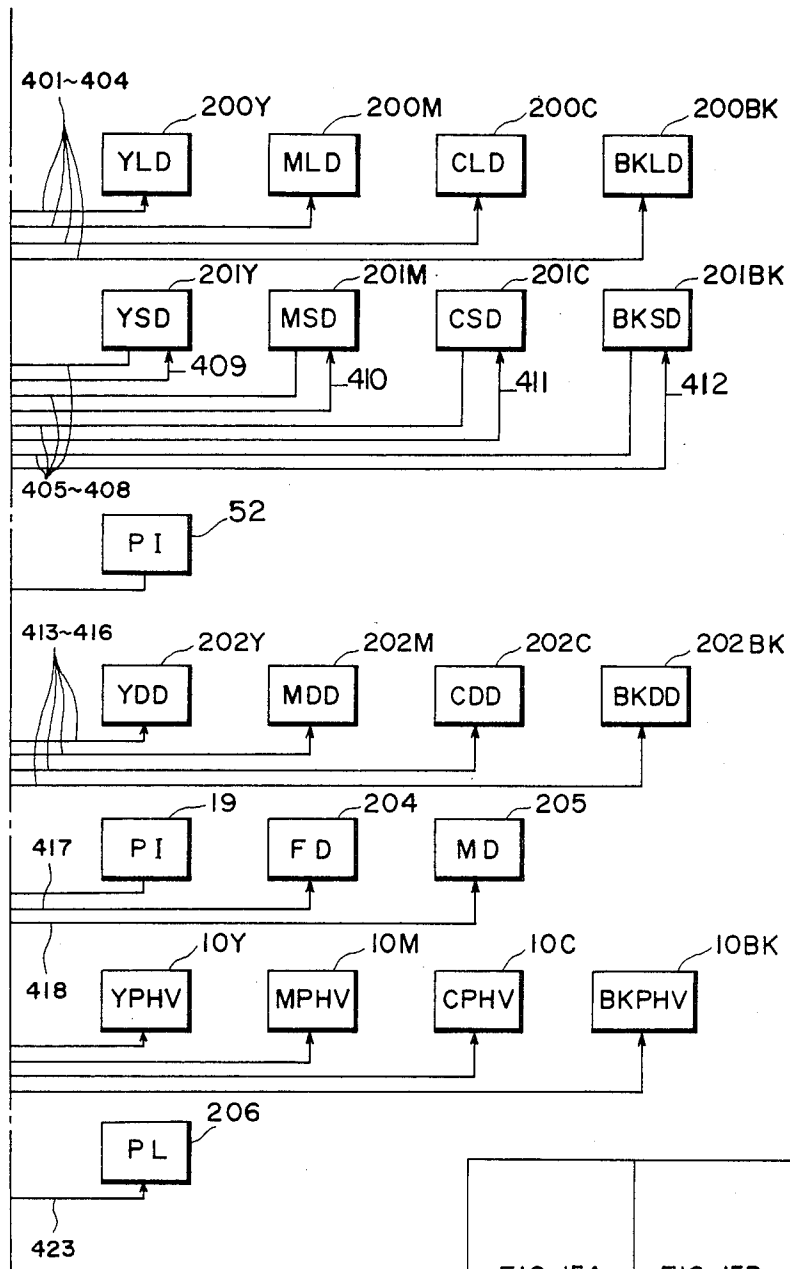 401~404
200Y 200M 200C 200BK
YLD MLD CLD BKLD
201Y 201M 201C 201BK
YSD MSD CSD BKSD
409 410 411 412
405~408
52
PI
413~416
202Y 202M 202C 202BK
YDD MDD CDD BKDD
19 204 205
417
PI FD MD
418
10Y 10M 10C 10BK
YPHV MPHV CPHV BKPHV
206
PL
423